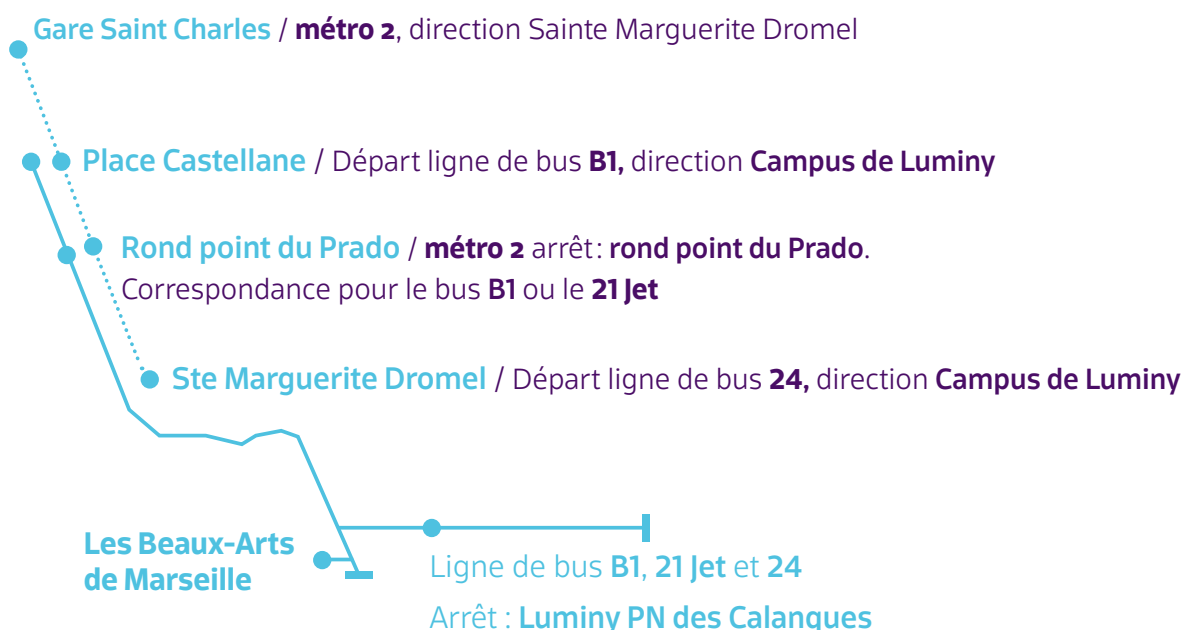 Gare Saint Charles / métro 2, direction Sainte Marguerite Dromel
Place Castellane / Départ ligne de bus B1, direction Campus de Luminy
Rond point du Prado / métro 2 arrêt : rond point du Prado.
Correspondance pour le bus B1 ou le 21 Jet
Ste Marguerite Dromel / Départ ligne de bus 24, direction Campus de Luminy
Les Beaux-Arts
de Marseille
Ligne de bus B1, 21 Jet et 24
Arrêt : Luminy PN des Calanques